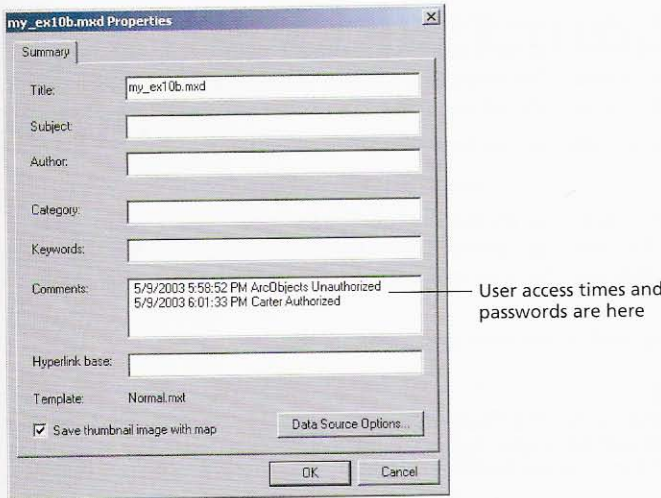 my_ex10b.mxd Properties
Summary
Title: my_ex10b.mxd
Subject:
Author:
Category:
Keywords:
Comments: 5/9/2003 5:58:52 PM ArcObjects Unauthorized
5/9/2003 6:01:33 PM Carter Authorized
User access times and
passwords are here
Hyperlink base:
Template: Normal.mxt
Save thumbnail image with map
Data Source Options...
OK Cancel